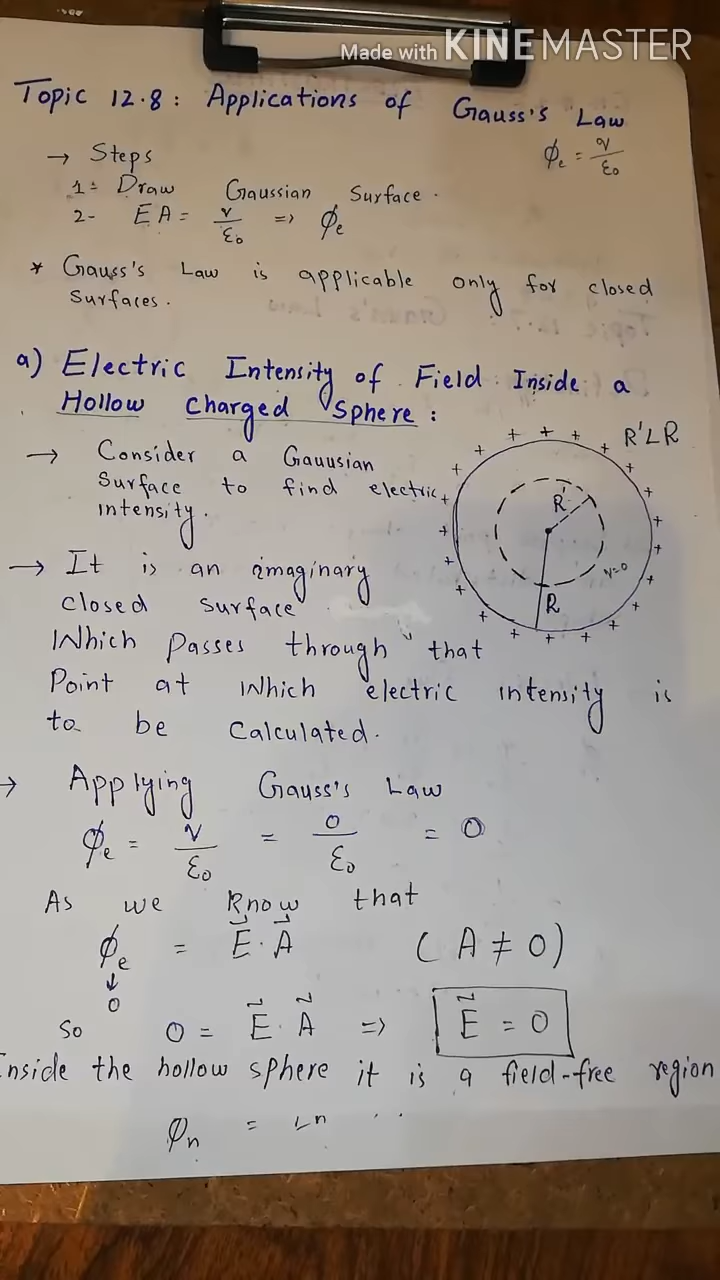 Made with KINEMASTER
Topic 12.8: Applications of Gauss's Law
ϕe = q/ε0
→ Steps
1= Draw Gaussian Surface.
2- EA = q/ε0 => ϕe
* Gauss's Law is applicable only for closed
surfaces.
a) Electric Intensity of Field Inside a
Hollow Charged Sphere:
→ Consider a Gauusian
Surface to find electric
intensity.
R'<R
R'
q=0
R
→ It is an imaginary
closed surface
Which passes through that
Point at which electric intensity is
to be calculated.
→ Applying Gauss's Law
ϕe = q/ε0 = 0/ε0 = 0
As we know that
ϕe = E⃗ . A⃗ (A ≠ 0)
↓
0
So 0 = E⃗ . A⃗ => E⃗ = 0
Inside the hollow sphere it is a field-free region